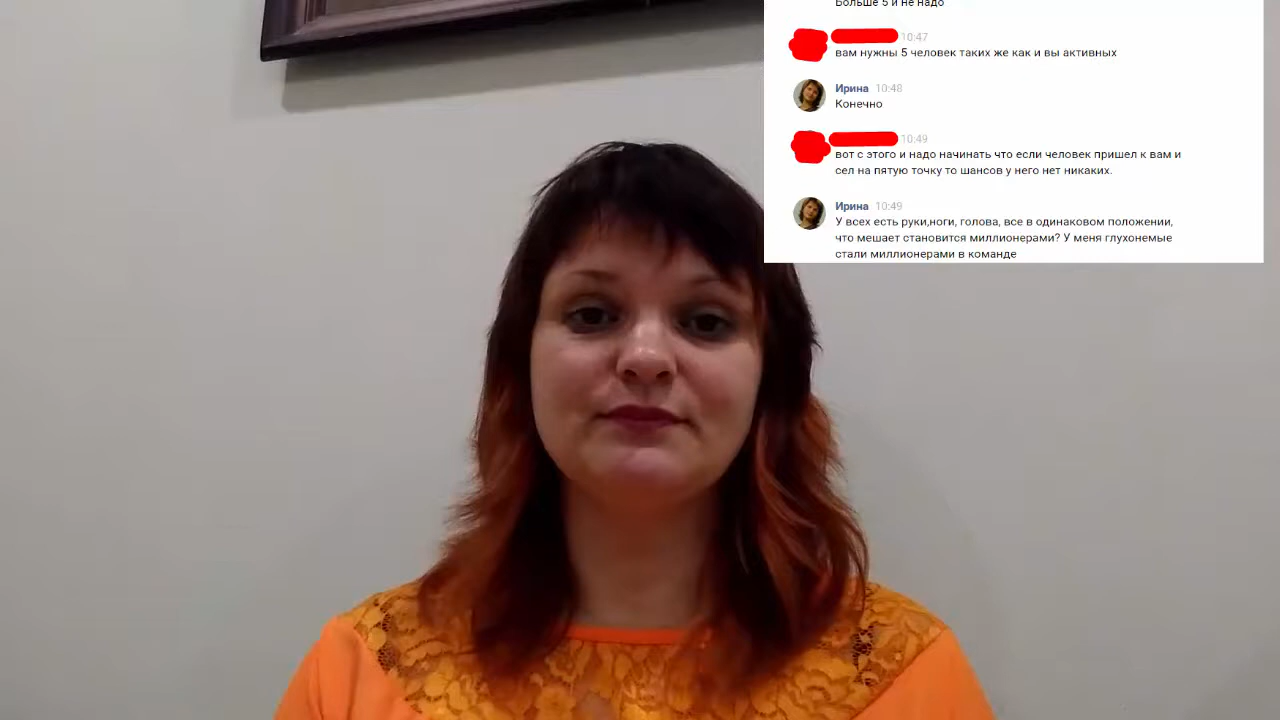 Больше 5 и не надо
10:47
вам нужны 5 человек таких же как и вы активных
Ирина 10:48
Конечно
10:49
вот с этого и надо начинать что если человек пришел к вам и
сел на пятую точку то шансов у него нет никаких.
Ирина 10:49
У всех есть руки,ноги, голова, все в одинаковом положении,
что мешает становится миллионерами? У меня глухонемые
стали миллионерами в команде